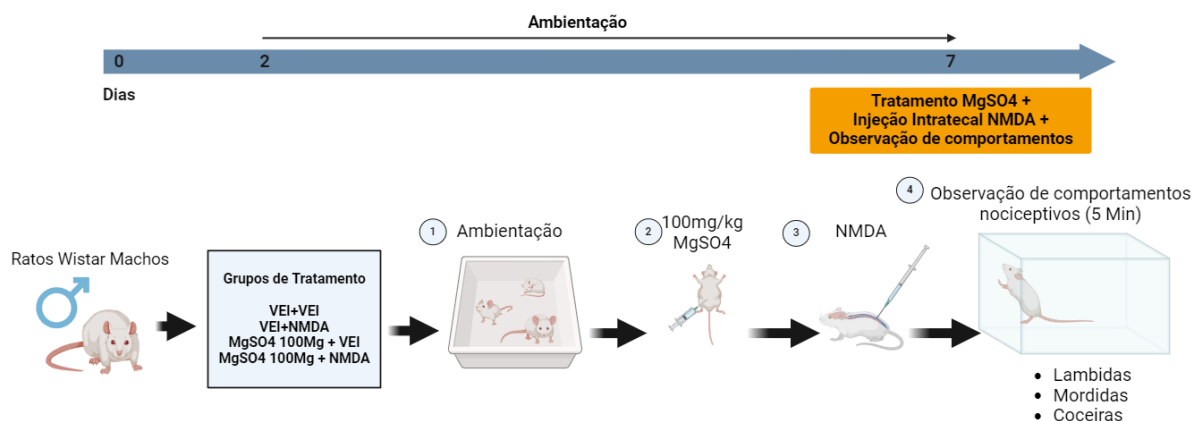 Ambientação
0
2
7
Dias
Tratamento MgSO4 +
Injeção Intratecal NMDA +
Observação de comportamentos
Ratos Wistar Machos
Grupos de Tratamento
VEI+VEI
VEI+NMDA
MgSO4 100Mg + VEI
MgSO4 100Mg + NMDA
1
Ambientação
2
100mg/kg
MgSO4
3
NMDA
4
Observação de comportamentos
nociceptivos (5 Min)
• Lambidas
• Mordidas
• Coceiras